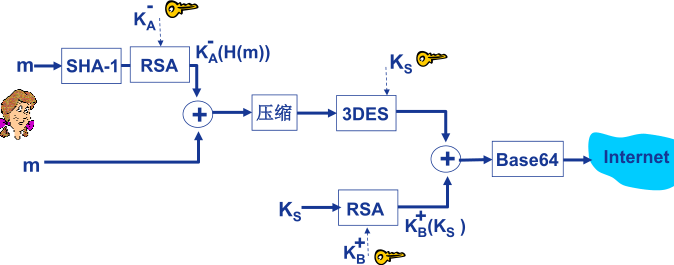 K_A^-
m
SHA-1
RSA
K_A^-(H(m))
K_S
+
压缩
3DES
m
+
Base64
Internet
K_S
RSA
K_B^+(K_S )
K_B^+